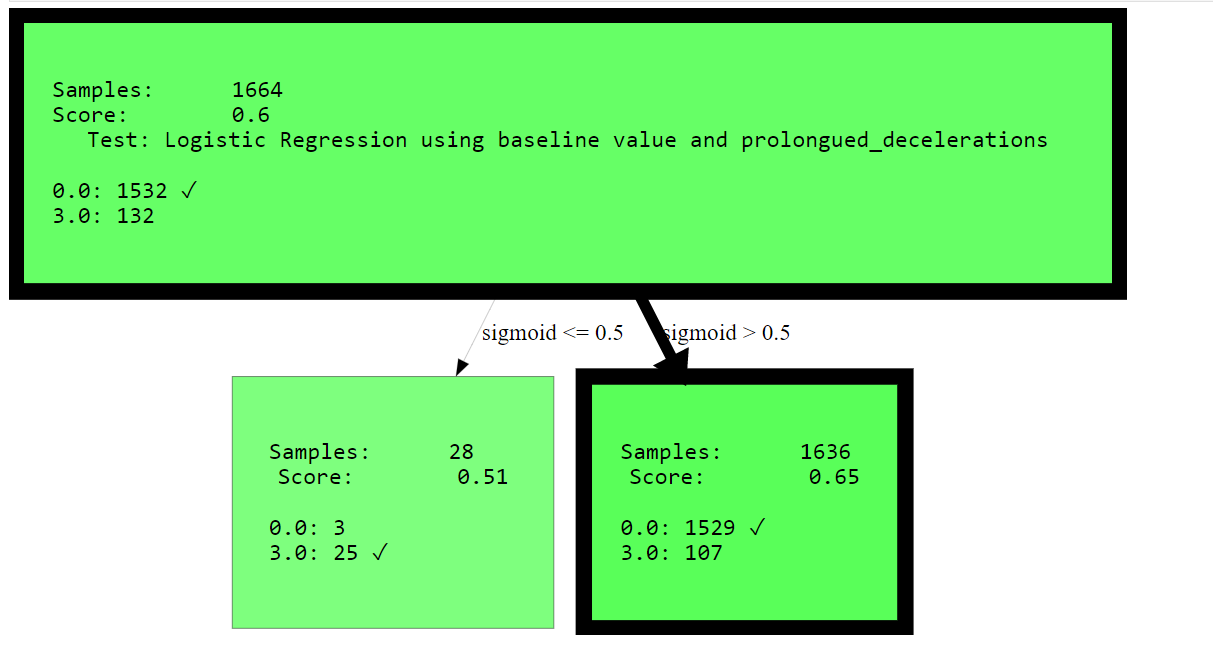 Samples: 1664
Score: 0.6
Test: Logistic Regression using baseline value and prolongued_decelerations
0.0: 1532 ✓
3.0: 132
sigmoid <= 0.5
sigmoid > 0.5
Samples: 28
Score: 0.51
0.0: 3
3.0: 25 ✓
Samples: 1636
Score: 0.65
0.0: 1529 ✓
3.0: 107